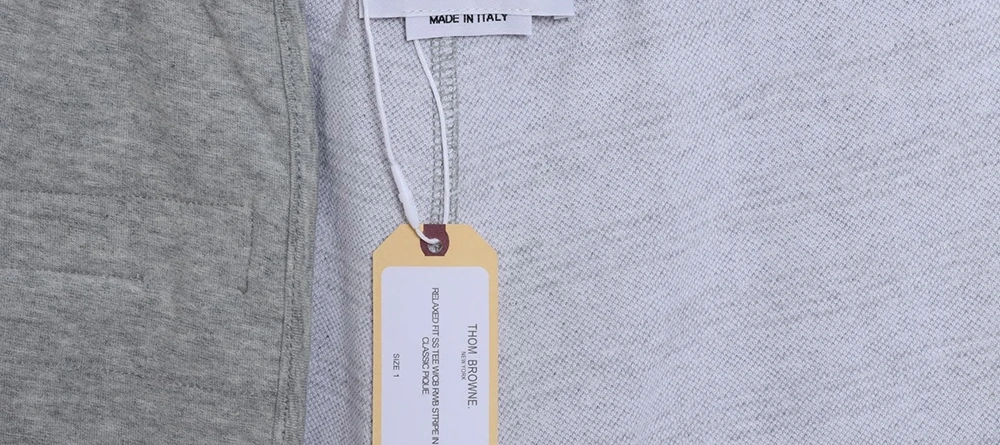 MADE IN ITALY
THOM BROWNE.
NEW YORK
RELAXED FIT SS TEE W/CB RWB STRIPE IN
CLASSIC PIQUE
SIZE 1